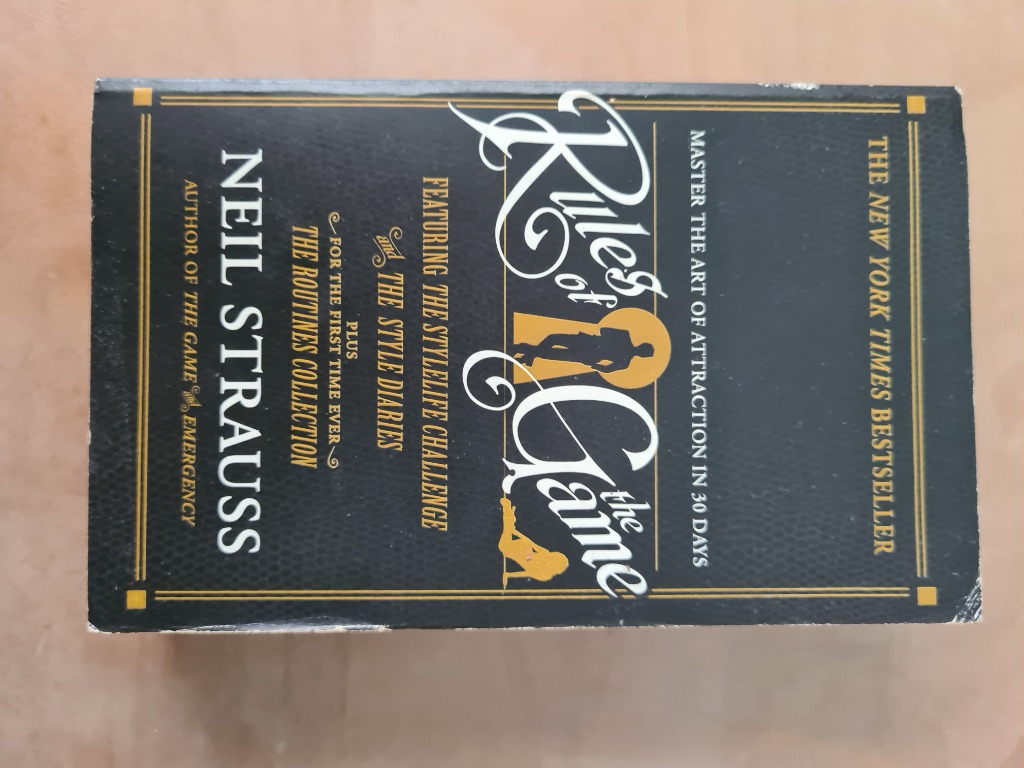 THE NEW YORK TIMES BESTSELLER
MASTER THE ART OF ATTRACTION IN 30 DAYS
Rules of the Game
FEATURING THE STYLELIFE CHALLENGE
and THE STYLE DIARIES
PLUS
FOR THE FIRST TIME EVER
THE ROUTINES COLLECTION
NEIL STRAUSS
AUTHOR OF THE GAME and EMERGENCY